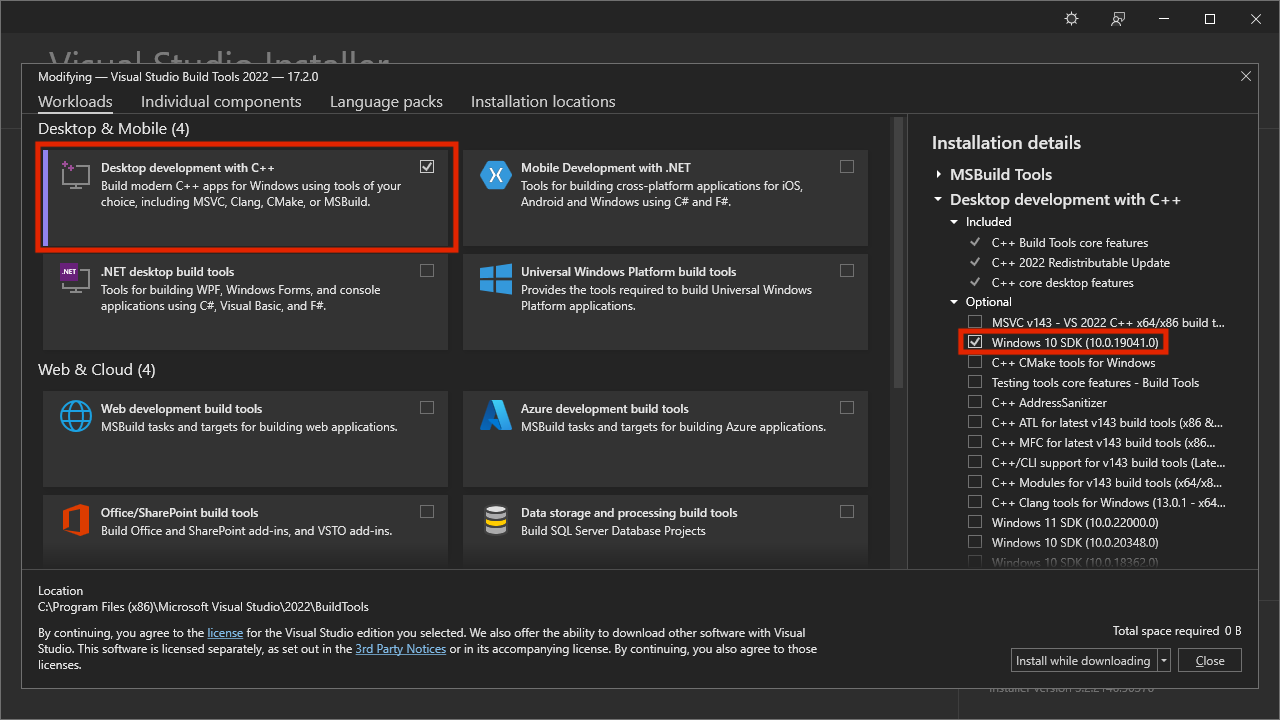 Visual Studio Installer
Modifying — Visual Studio Build Tools 2022 — 17.2.0
Workloads
Individual components
Language packs
Installation locations
Desktop & Mobile (4)
Desktop development with C++
Build modern C++ apps for Windows using tools of your
choice, including MSVC, Clang, CMake, or MSBuild.
Mobile Development with .NET
Tools for building cross-platform applications for iOS,
Android and Windows using C# and F#.
.NET
.NET desktop build tools
Tools for building WPF, Windows Forms, and console
applications using C#, Visual Basic, and F#.
Universal Windows Platform build tools
Provides the tools required to build Universal Windows
Platform applications.
Web & Cloud (4)
Web development build tools
MSBuild tasks and targets for building web applications.
Azure development build tools
MSBuild tasks and targets for building Azure applications.
Office/SharePoint build tools
Build Office and SharePoint add-ins, and VSTO add-ins.
Data storage and processing build tools
Build SQL Server Database Projects
Installation details
MSBuild Tools
Desktop development with C++
Included
C++ Build Tools core features
C++ 2022 Redistributable Update
C++ core desktop features
Optional
MSVC v143 - VS 2022 C++ x64/x86 build t...
Windows 10 SDK (10.0.19041.0)
C++ CMake tools for Windows
Testing tools core features - Build Tools
C++ AddressSanitizer
C++ ATL for latest v143 build tools (x86 &...
C++ MFC for latest v143 build tools (x86...
C++/CLI support for v143 build tools (Late...
C++ Modules for v143 build tools (x64/x8...
C++ Clang tools for Windows (13.0.1 - x64...
Windows 11 SDK (10.0.22000.0)
Windows 10 SDK (10.0.20348.0)
Windows 10 SDK (10.0.18362.0)
Location
C:\Program Files (x86)\Microsoft Visual Studio\2022\BuildTools
By continuing, you agree to the license for the Visual Studio edition you selected. We also offer the ability to download other software with Visual
Studio. This software is licensed separately, as set out in the 3rd Party Notices or in its accompanying license. By continuing, you also agree to those
licenses.
Total space required 0 B
Install while downloading
Close
Installer version